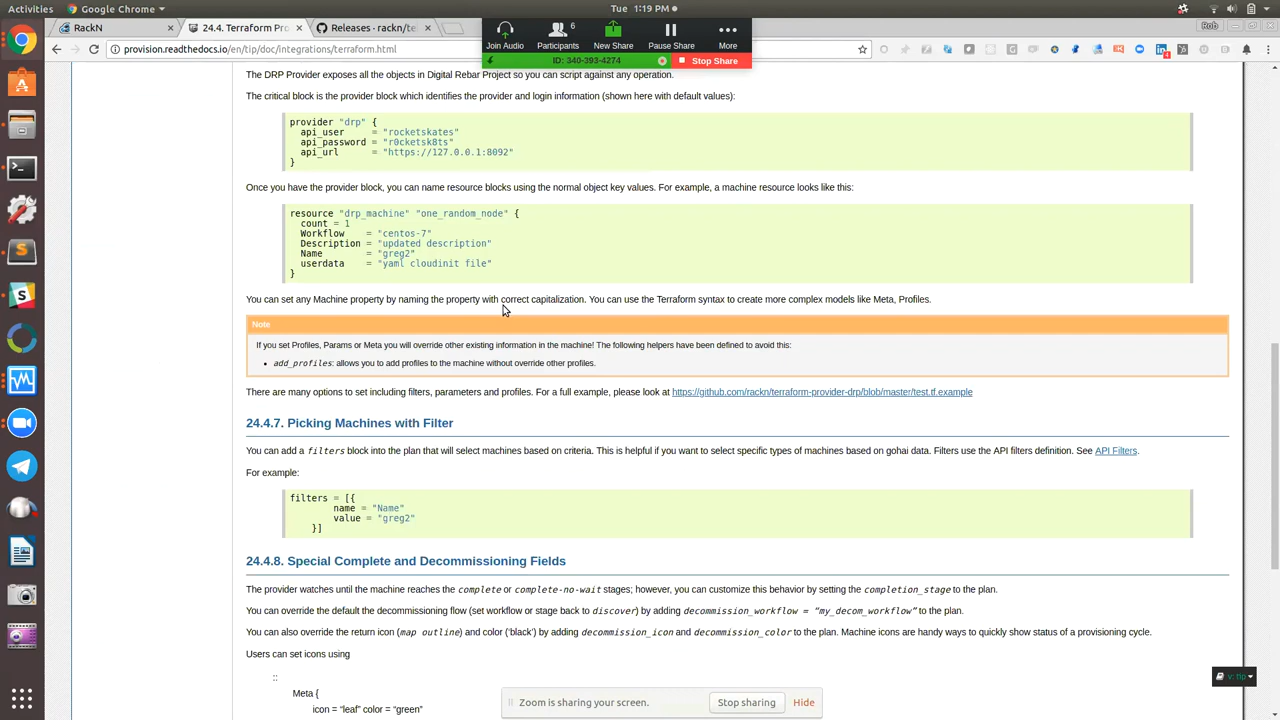 Activities
Google Chrome
Tue 1:19 PM
RackN
24.4. Terraform Pro
Releases · rackn/te
Rob
provision.readthedocs.io/en/tip/doc/integrations/terraform.html
Join Audio
6
Participants
New Share
Pause Share
More
ID: 340-393-4274
Stop Share
The DRP Provider exposes all the objects in Digital Rebar Project so you can script against any operation.
The critical block is the provider block which identifies the provider and login information (shown here with default values):
provider "drp" {
api_user = "rocketskates"
api_password = "r0cketsk8ts"
api_url = "https://127.0.0.1:8092"
}
Once you have the provider block, you can name resource blocks using the normal object key values. For example, a machine resource looks like this:
resource "drp_machine" "one_random_node" {
count = 1
Workflow = "centos-7"
Description = "updated description"
Name = "greg2"
userdata = "yaml cloudinit file"
}
You can set any Machine property by naming the property with correct capitalization. You can use the Terraform syntax to create more complex models like Meta, Profiles.
Note
If you set Profiles, Params or Meta you will override other existing information in the machine! The following helpers have been defined to avoid this:
• add_profiles: allows you to add profiles to the machine without override other profiles.
There are many options to set including filters, parameters and profiles. For a full example, please look at https://github.com/rackn/terraform-provider-drp/blob/master/test.tf.example
24.4.7. Picking Machines with Filter
You can add a filters block into the plan that will select machines based on criteria. This is helpful if you want to select specific types of machines based on gohai data. Filters use the API filters definition. See API Filters.
For example:
filters = [{
name = "Name"
value = "greg2"
}]
24.4.8. Special Complete and Decommissioning Fields
The provider watches until the machine reaches the complete or complete-no-wait stages; however, you can customize this behavior by setting the completion_stage to the plan.
You can override the default the decommissioning flow (set workflow or stage back to discover) by adding decommission_workflow = “my_decom_workflow” to the plan.
You can also override the return icon (map outline) and color (‘black’) by adding decommission_icon and decommission_color to the plan. Machine icons are handy ways to quickly show status of a provisioning cycle.
Users can set icons using
::
Meta {
icon = “leaf” color = “green”
v: tip
Zoom is sharing your screen.
Stop sharing
Hide